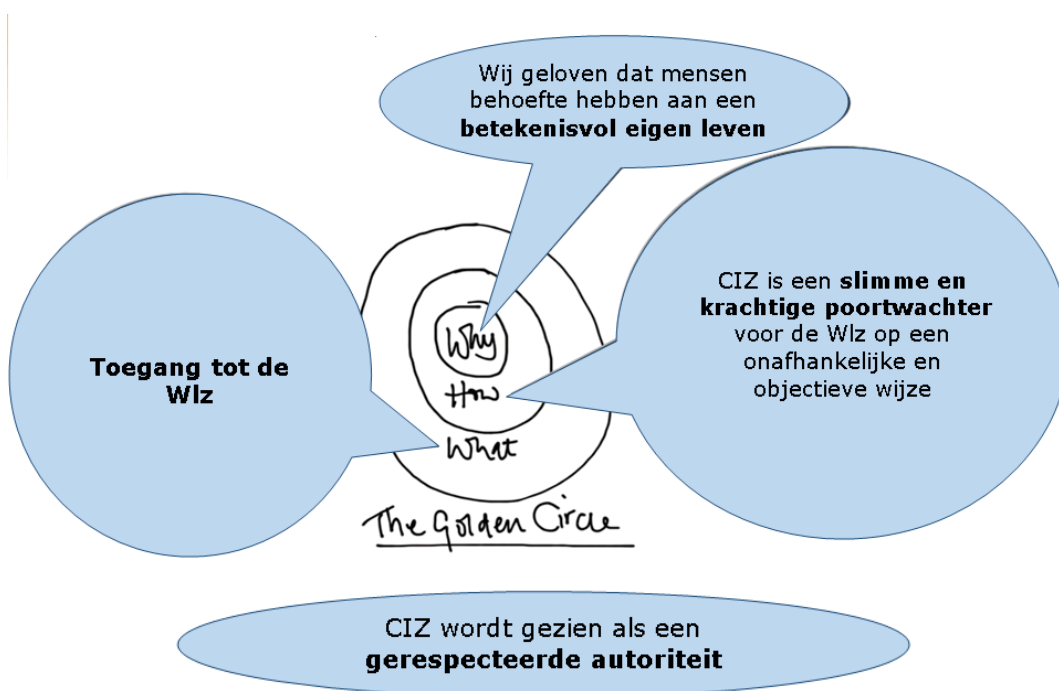 Wij geloven dat mensen
behoefte hebben aan een
betekenisvol eigen leven
CIZ is een slimme en
krachtige poortwachter
voor de Wlz op een
onafhankelijke en
objectieve wijze
Toegang tot de
Wlz
Why
How
What
The Golden Circle
CIZ wordt gezien als een
gerespecteerde autoriteit